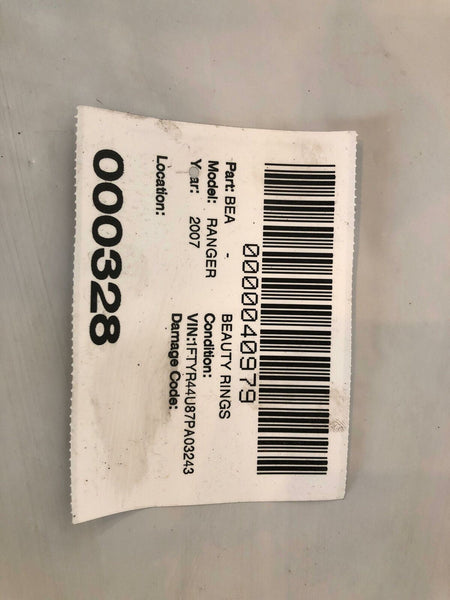 0000040979
Part: BEA - BEAUTY RINGS
Model: RANGER Condition:
Year: 2007 VIN:1FTYR44U87PA03243
Damage Code:
Location:
000328